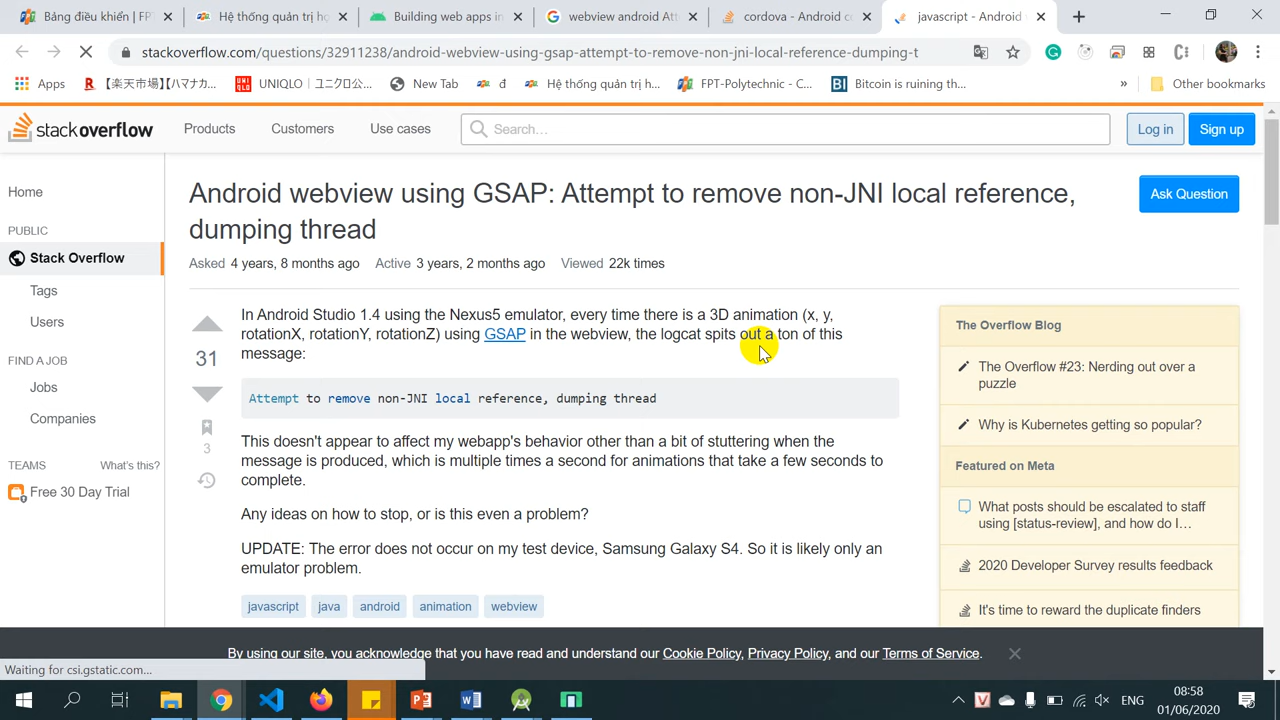 Bảng điều khiển | FP
Hệ thống quản trị họ
Building web apps in
webview android Att
cordova - Android c
javascript - Android
stackoverflow.com/questions/32911238/android-webview-using-gsap-attempt-to-remove-non-jni-local-reference-dumping-t
Apps
【楽天市場】【ハマナカ...
UNIQLO | ユニクロ公...
New Tab
đ
Hệ thống quản trị h...
FPT-Polytechnic - C...
Bitcoin is ruining th...
»
Other bookmarks
stackoverflow
Products
Customers
Use cases
Search...
Log in
Sign up
Home
PUBLIC
Stack Overflow
Tags
Users
FIND A JOB
Jobs
Companies
TEAMS
What's this?
Free 30 Day Trial
Android webview using GSAP: Attempt to remove non-JNI local reference,
dumping thread
Ask Question
Asked 4 years, 8 months ago Active 3 years, 2 months ago Viewed 22k times
31
3
In Android Studio 1.4 using the Nexus5 emulator, every time there is a 3D animation (x, y,
rotationX, rotationY, rotationZ) using GSAP in the webview, the logcat spits out a ton of this
message:
Attempt to remove non-JNI local reference, dumping thread
This doesn't appear to affect my webapp's behavior other than a bit of stuttering when the
message is produced, which is multiple times a second for animations that take a few seconds to
complete.
Any ideas on how to stop, or is this even a problem?
UPDATE: The error does not occur on my test device, Samsung Galaxy S4. So it is likely only an
emulator problem.
javascript
java
android
animation
webview
The Overflow Blog
The Overflow #23: Nerding out over a
puzzle
Why is Kubernetes getting so popular?
Featured on Meta
What posts should be escalated to staff
using [status-review], and how do I...
2020 Developer Survey results feedback
It's time to reward the duplicate finders
By using our site, you acknowledge that you have read and understand our Cookie Policy, Privacy Policy, and our Terms of Service.
Waiting for csi.gstatic.com...
ENG
08:58
01/06/2020